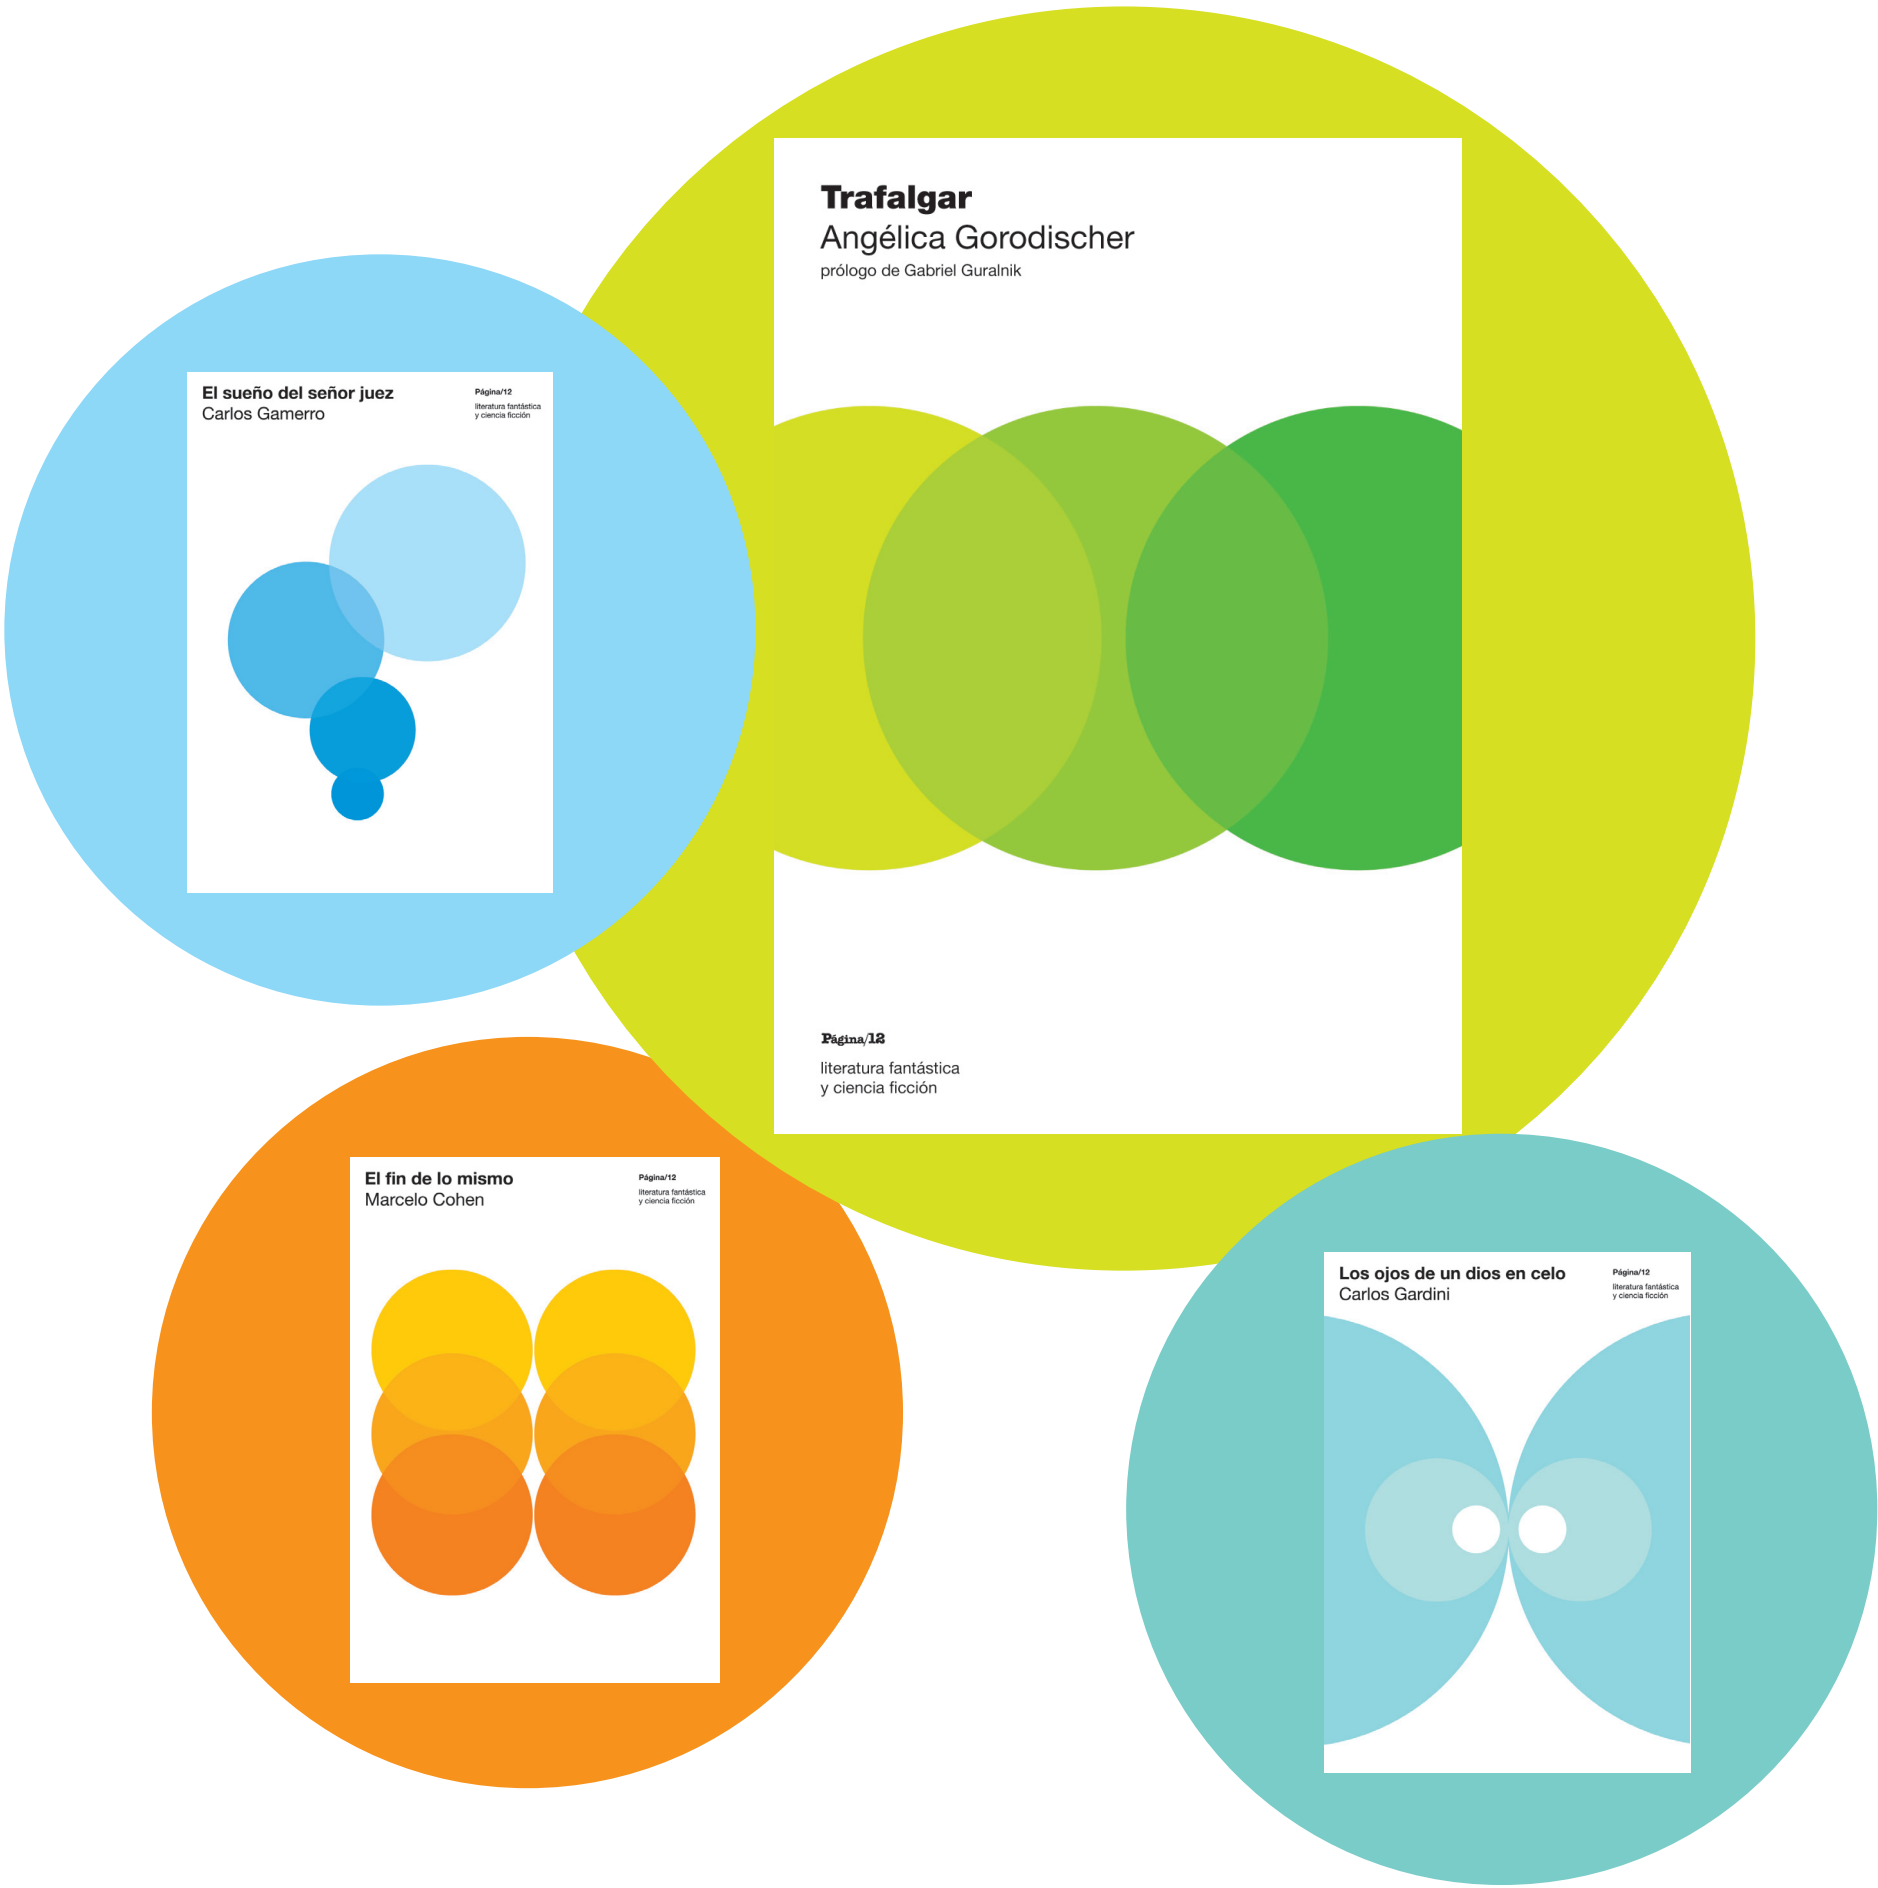 Trafalgar
Angélica Gorodischer
prólogo de Gabriel Guralnik
Página/12
literatura fantástica
y ciencia ficción
El sueño del señor juez
Carlos Gamerro
Página/12
literatura fantástica
y ciencia ficción
El fin de lo mismo
Marcelo Cohen
Página/12
literatura fantástica
y ciencia ficción
Los ojos de un dios en celo
Carlos Gardini
Página/12
literatura fantástica
y ciencia ficción